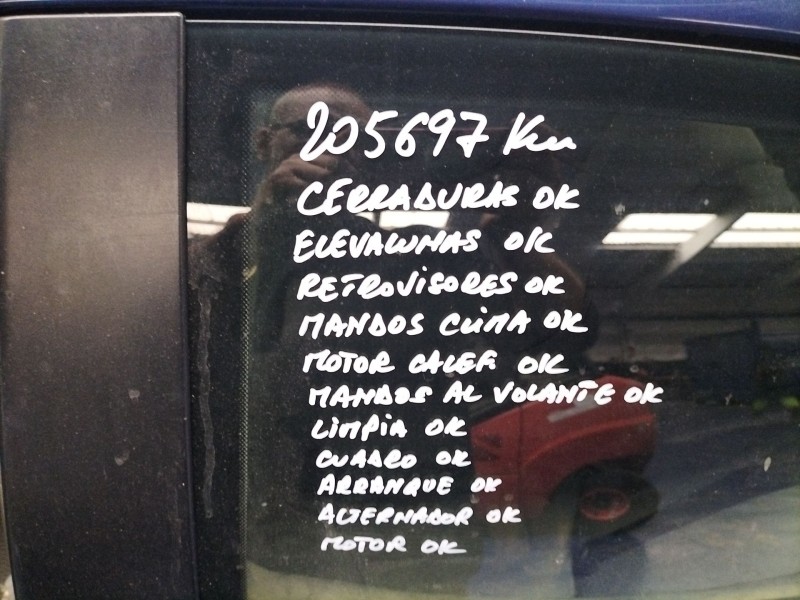 205697 Km
CERRADURAS OK
ELEVALUNAS OK
RETROVISORES OK
MANDOS CLIMA OK
MOTOR CALEF. OK
MANDOS AL VOLANTE OK
LIMPIA OK
CUADRO OK
ARRANQUE OK
ALTERNADOR OK
MOTOR OK